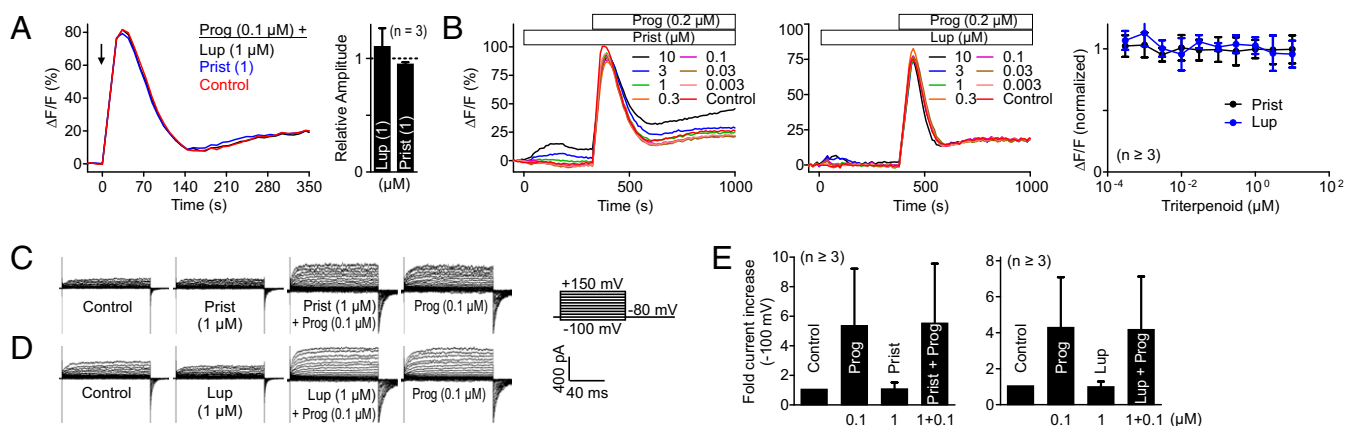 A
ΔF/F (%)
80
60
40
20
0
0 70 140 210 280 350
Time (s)
Prog (0.1 µM) +
Lup (1 µM)
Prist (1)
Control
Relative Amplitude
1
0
(n = 3)
Lup (1)
Prist (1)
(µM)
B
Prog (0.2 µM)
Prist (µM)
ΔF/F (%)
100
75
50
25
0
10 0.1
3 0.03
1 0.003
0.3 Control
0 500 1000
Time (s)
Prog (0.2 µM)
Lup (µM)
100
75
50
25
0
10 0.1
3 0.03
1 0.003
0.3 Control
0 500 1000
Time (s)
ΔF/F (normalized)
1
0
Prist
Lup
(n ≥ 3)
10⁻⁴ 10⁻² 10⁰ 10²
Triterpenoid (µM)
C
Control
Prist
(1 µM)
Prist (1 µM)
+ Prog (0.1 µM)
Prog (0.1 µM)
+150 mV
-80 mV
-100 mV
D
Control
Lup
(1 µM)
Lup (1 µM)
+ Prog (0.1 µM)
Prog (0.1 µM)
400 pA
40 ms
E
Fold current increase
(-100 mV)
(n ≥ 3)
10
8
6
4
2
0
Control
Prog
Prist
Prist + Prog
0.1 1 1+0.1
(n ≥ 3)
8
6
4
2
0
Control
Prog
Lup
Lup + Prog
0.1 1 1+0.1 (µM)